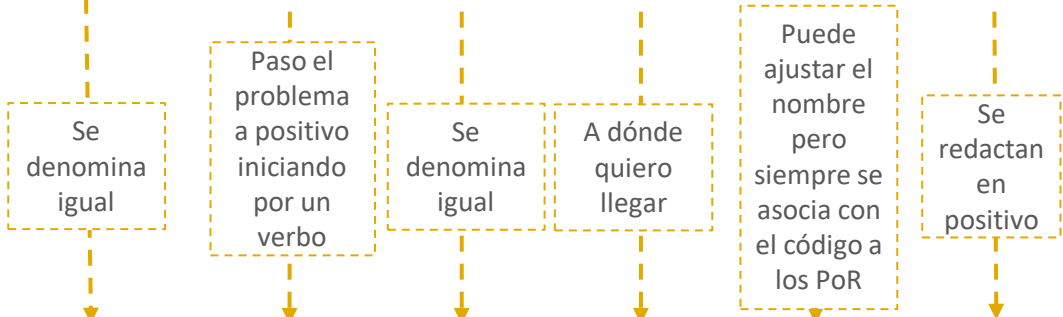 Se
denomina
igual
Paso el
problema
a positivo
iniciando
por un
verbo
Se
denomina
igual
A dónde
quiero
llegar
Puede
ajustar el
nombre
pero
siempre se
asocia con
el código a
los PoR
Se
redactan
en
positivo